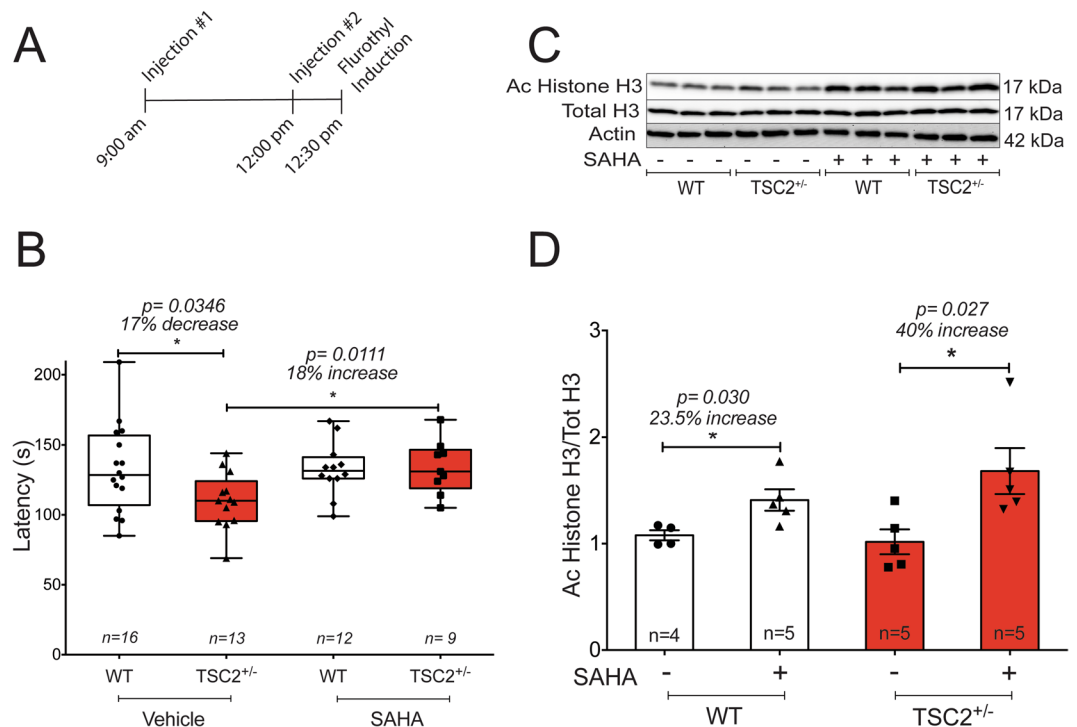 A
Injection #1
Injection #2
Flurothyl
Induction
9:00 am
12:00 pm
12:30 pm
C
Ac Histone H3
17 kDa
Total H3
17 kDa
Actin
42 kDa
SAHA - - - - - - + + + + + +
WT TSC2+/- WT TSC2+/-
B
p= 0.0346
17% decrease
*
p= 0.0111
18% increase
*
Latency (s)
200
150
100
50
0
n=16 n=13 n=12 n= 9
WT TSC2+/- WT TSC2+/-
Vehicle SAHA
D
p= 0.027
40% increase
*
p= 0.030
23.5% increase
*
Ac Histone H3/Tot H3
3
2
1
0
n=4 n=5 n=5 n=5
SAHA - + - +
WT TSC2+/-